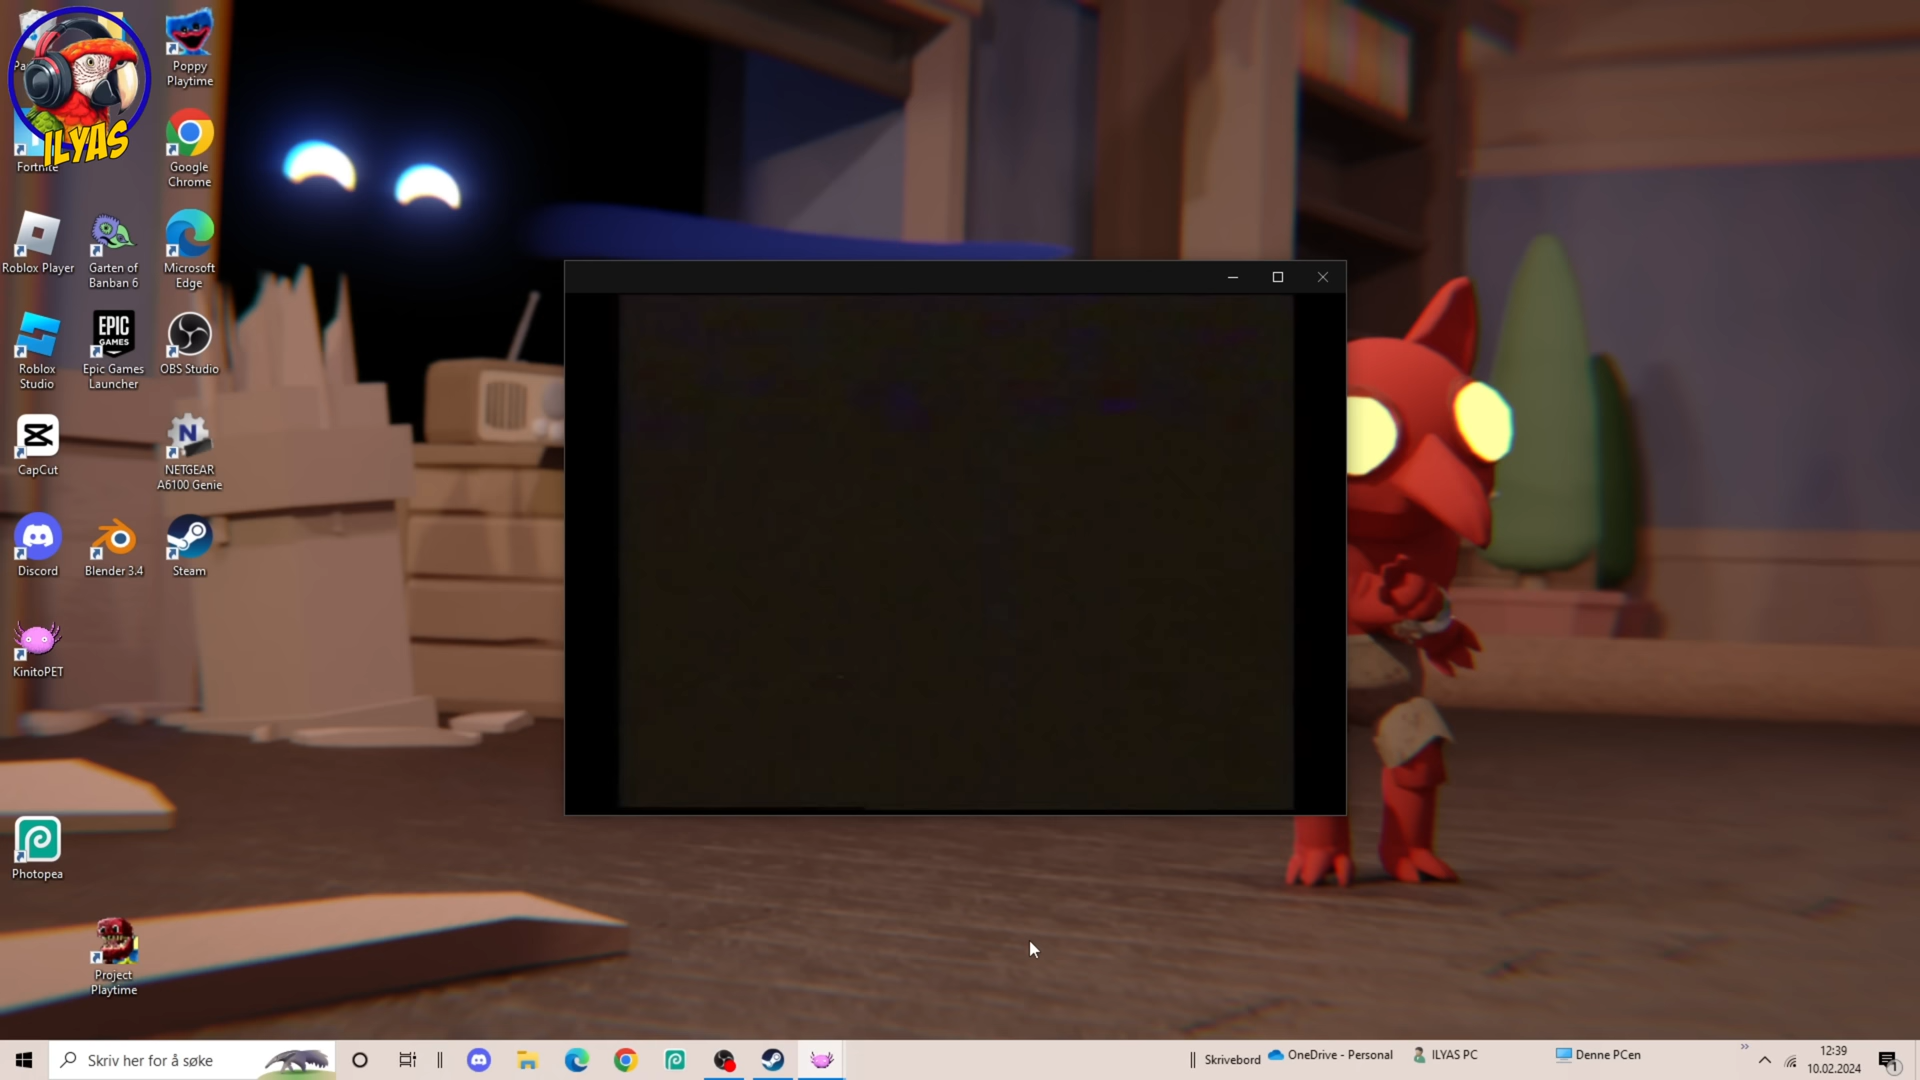 Pa
ILYAS
Fortnite
Poppy
Playtime
Google
Chrome
Roblox Player
Garten of
Banban 6
Microsoft
Edge
Roblox
Studio
EPIC
GAMES
Epic Games
Launcher
OBS Studio
CapCut
N
NETGEAR
A6100 Genie
Discord
Blender 3.4
Steam
KinitoPET
Photopea
Project
Playtime
Skriv her for å søke
Skrivebord
OneDrive - Personal
ILYAS PC
Denne PCen
»
12:39
10.02.2024
1